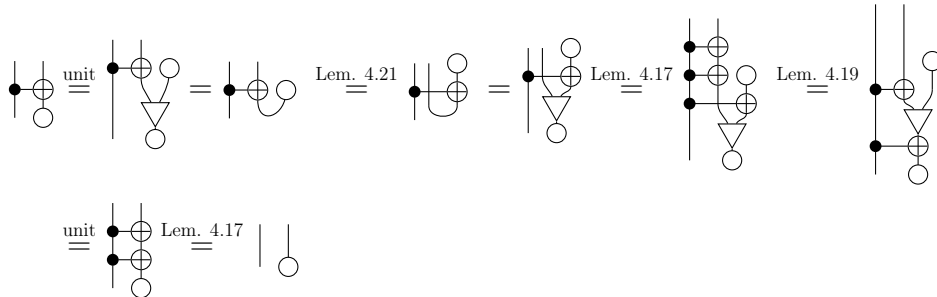 unit = = Lem. 4.21 = = Lem. 4.17 = Lem. 4.19 =
unit = Lem. 4.17 =